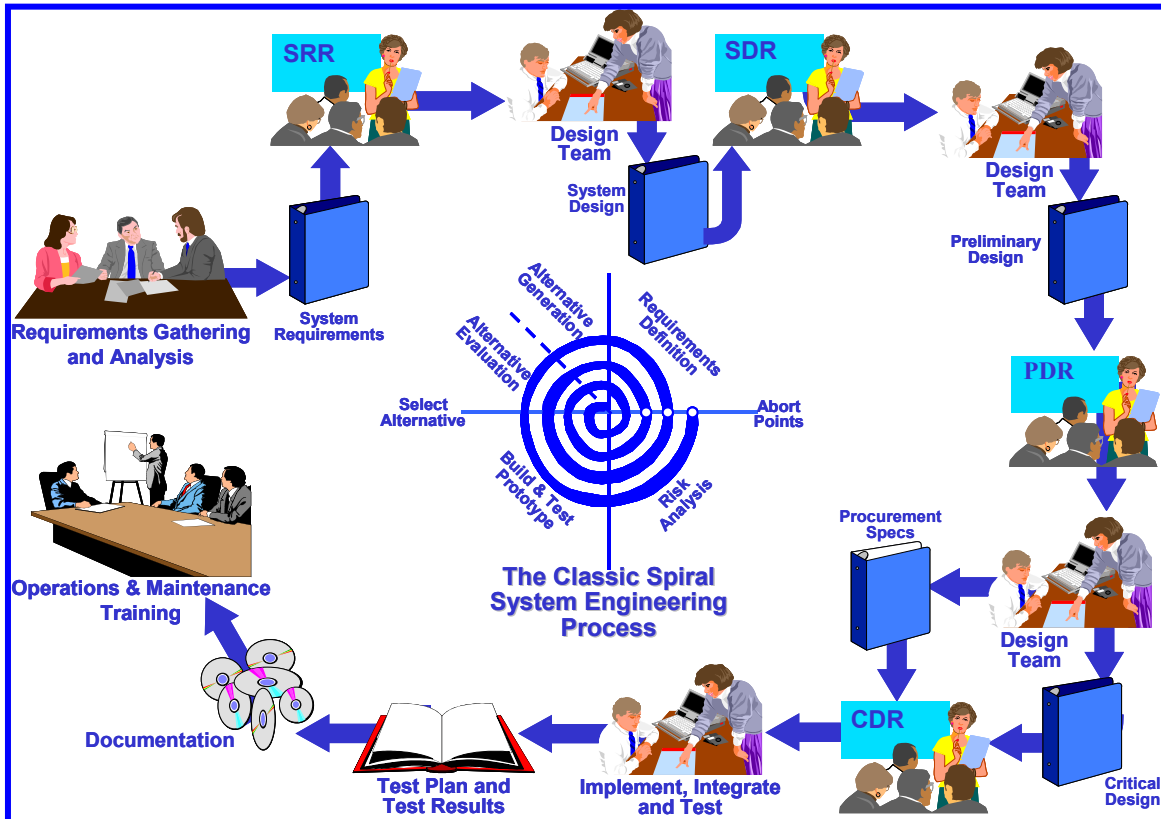 SRR
Design
Team
System
Design
SDR
Design
Team
Preliminary
Design
Requirements Gathering
and Analysis
System
Requirements
Alternative
Generation
Alternative
Evaluation
Requirements
Definition
Select
Alternative
Abort
Points
Build & Test
Prototype
Risk
Analysis
The Classic Spiral
System Engineering
Process
PDR
Procurement
Specs
Design
Team
Critical
Design
CDR
Implement, Integrate
and Test
Test Plan and
Test Results
Documentation
Operations & Maintenance
Training